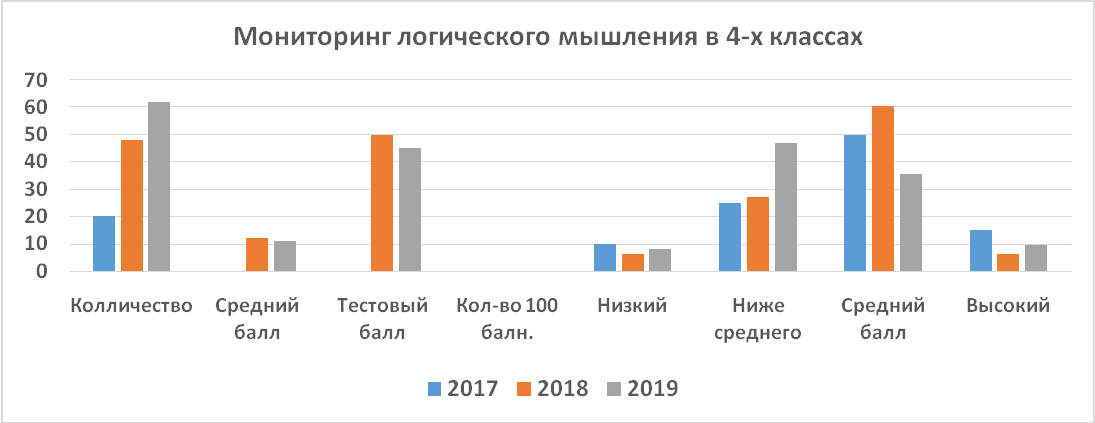 Мониторинг логического мышления в 4-х классах
70
60
50
40
30
20
10
0
Колличество Средний Тестовый Кол-во 100 Низкий Ниже Средний Высокий
балл балл балн. среднего балл
2017 2018 2019